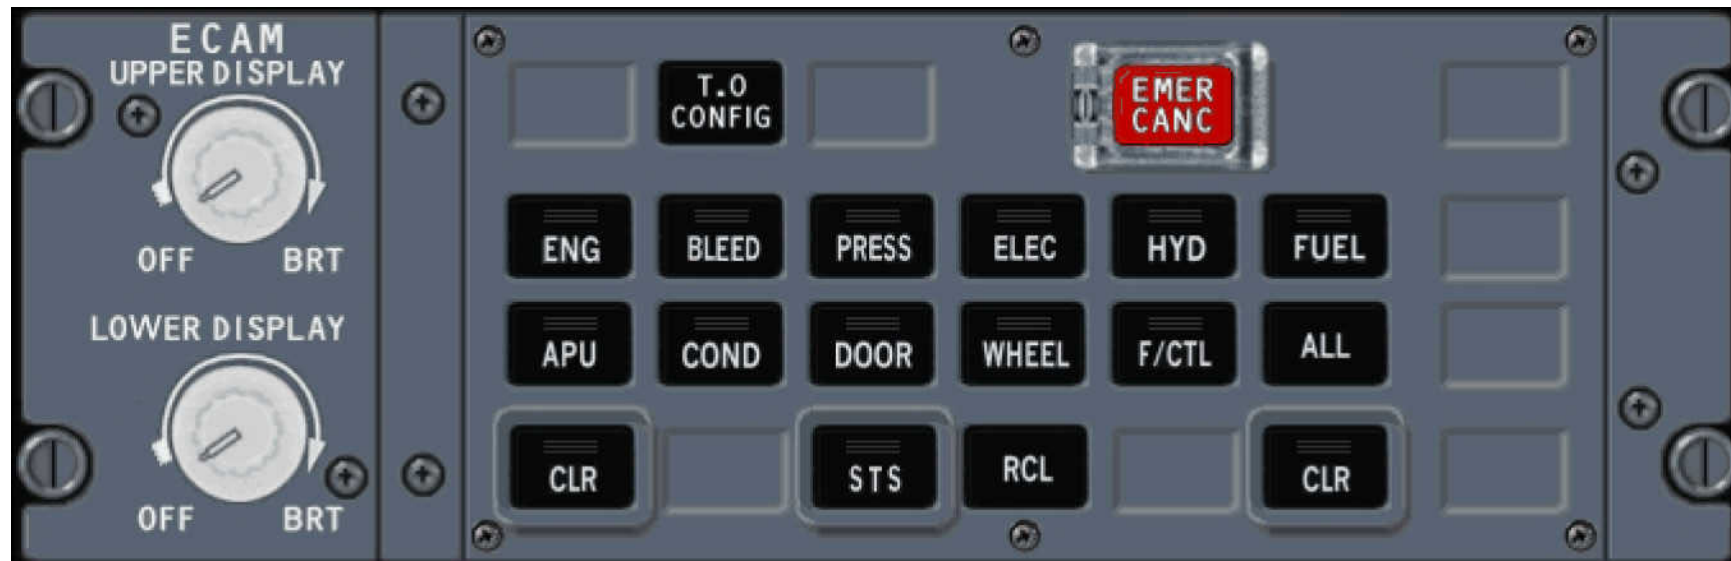 ECAM
UPPER DISPLAY
OFF BRT
LOWER DISPLAY
OFF BRT
T.O
CONFIG
EMER
CANC
ENG BLEED PRESS ELEC HYD FUEL
APU COND DOOR WHEEL F/CTL ALL
CLR STS RCL CLR